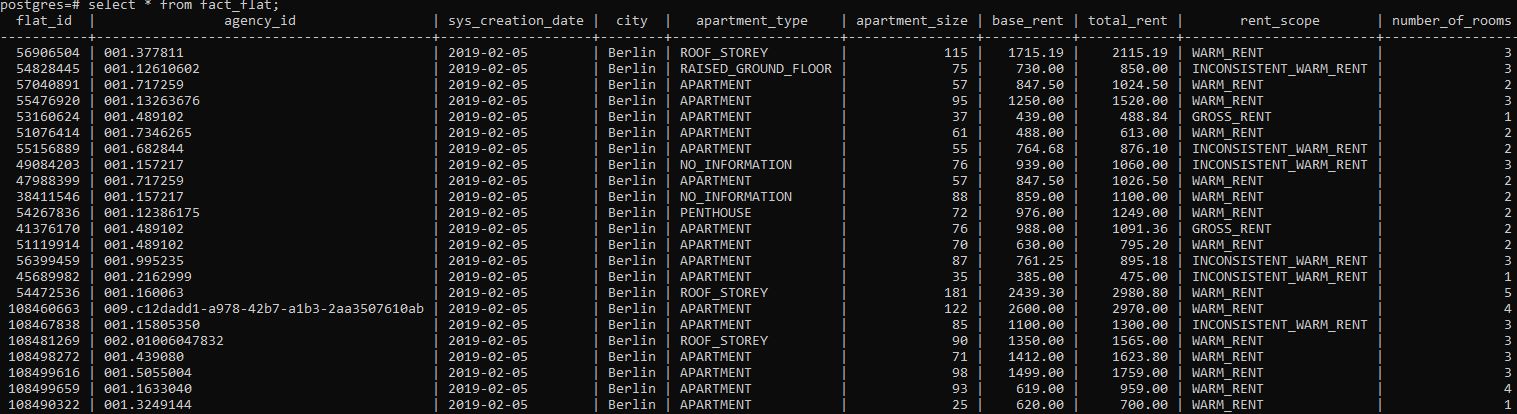 postgres=# select * from fact_flat;
flat_id | agency_id | sys_creation_date | city | apartment_type | apartment_size | base_rent | total_rent | rent_scope | number_of_rooms
56906504 | 001.377811 | 2019-02-05 | Berlin | ROOF_STOREY | 115 | 1715.19 | 2115.19 | WARM_RENT | 3
54828445 | 001.12610602 | 2019-02-05 | Berlin | RAISED_GROUND_FLOOR | 75 | 730.00 | 850.00 | INCONSISTENT_WARM_RENT | 3
57040891 | 001.717259 | 2019-02-05 | Berlin | APARTMENT | 57 | 847.50 | 1024.50 | WARM_RENT | 2
55476920 | 001.13263676 | 2019-02-05 | Berlin | APARTMENT | 95 | 1250.00 | 1520.00 | WARM_RENT | 3
53160624 | 001.489102 | 2019-02-05 | Berlin | APARTMENT | 37 | 439.00 | 488.84 | GROSS_RENT | 1
51076414 | 001.7346265 | 2019-02-05 | Berlin | APARTMENT | 61 | 488.00 | 613.00 | WARM_RENT | 2
55156889 | 001.682844 | 2019-02-05 | Berlin | APARTMENT | 55 | 764.68 | 876.10 | INCONSISTENT_WARM_RENT | 2
49084203 | 001.157217 | 2019-02-05 | Berlin | NO_INFORMATION | 76 | 939.00 | 1060.00 | INCONSISTENT_WARM_RENT | 3
47988399 | 001.717259 | 2019-02-05 | Berlin | APARTMENT | 57 | 847.50 | 1026.50 | WARM_RENT | 2
38411546 | 001.157217 | 2019-02-05 | Berlin | NO_INFORMATION | 88 | 859.00 | 1100.00 | WARM_RENT | 2
54267836 | 001.12386175 | 2019-02-05 | Berlin | PENTHOUSE | 72 | 976.00 | 1249.00 | WARM_RENT | 2
41376170 | 001.489102 | 2019-02-05 | Berlin | APARTMENT | 76 | 988.00 | 1091.36 | GROSS_RENT | 2
51119914 | 001.489102 | 2019-02-05 | Berlin | APARTMENT | 70 | 630.00 | 795.20 | WARM_RENT | 2
56399459 | 001.995235 | 2019-02-05 | Berlin | APARTMENT | 87 | 761.25 | 895.18 | INCONSISTENT_WARM_RENT | 3
45689982 | 001.2162999 | 2019-02-05 | Berlin | APARTMENT | 35 | 385.00 | 475.00 | INCONSISTENT_WARM_RENT | 1
54472536 | 001.160063 | 2019-02-05 | Berlin | ROOF_STOREY | 181 | 2439.30 | 2980.80 | WARM_RENT | 5
108460663 | 009.c12dadd1-a978-42b7-a1b3-2aa3507610ab | 2019-02-05 | Berlin | APARTMENT | 122 | 2600.00 | 2970.00 | WARM_RENT | 4
108467838 | 001.15805350 | 2019-02-05 | Berlin | APARTMENT | 85 | 1100.00 | 1300.00 | INCONSISTENT_WARM_RENT | 3
108481269 | 002.01006047832 | 2019-02-05 | Berlin | ROOF_STOREY | 90 | 1350.00 | 1565.00 | WARM_RENT | 3
108498272 | 001.439080 | 2019-02-05 | Berlin | APARTMENT | 71 | 1412.00 | 1623.80 | WARM_RENT | 3
108499616 | 001.5055004 | 2019-02-05 | Berlin | APARTMENT | 98 | 1499.00 | 1759.00 | WARM_RENT | 3
108499659 | 001.1633040 | 2019-02-05 | Berlin | APARTMENT | 93 | 619.00 | 959.00 | WARM_RENT | 4
108490322 | 001.3249144 | 2019-02-05 | Berlin | APARTMENT | 25 | 620.00 | 700.00 | WARM_RENT | 1